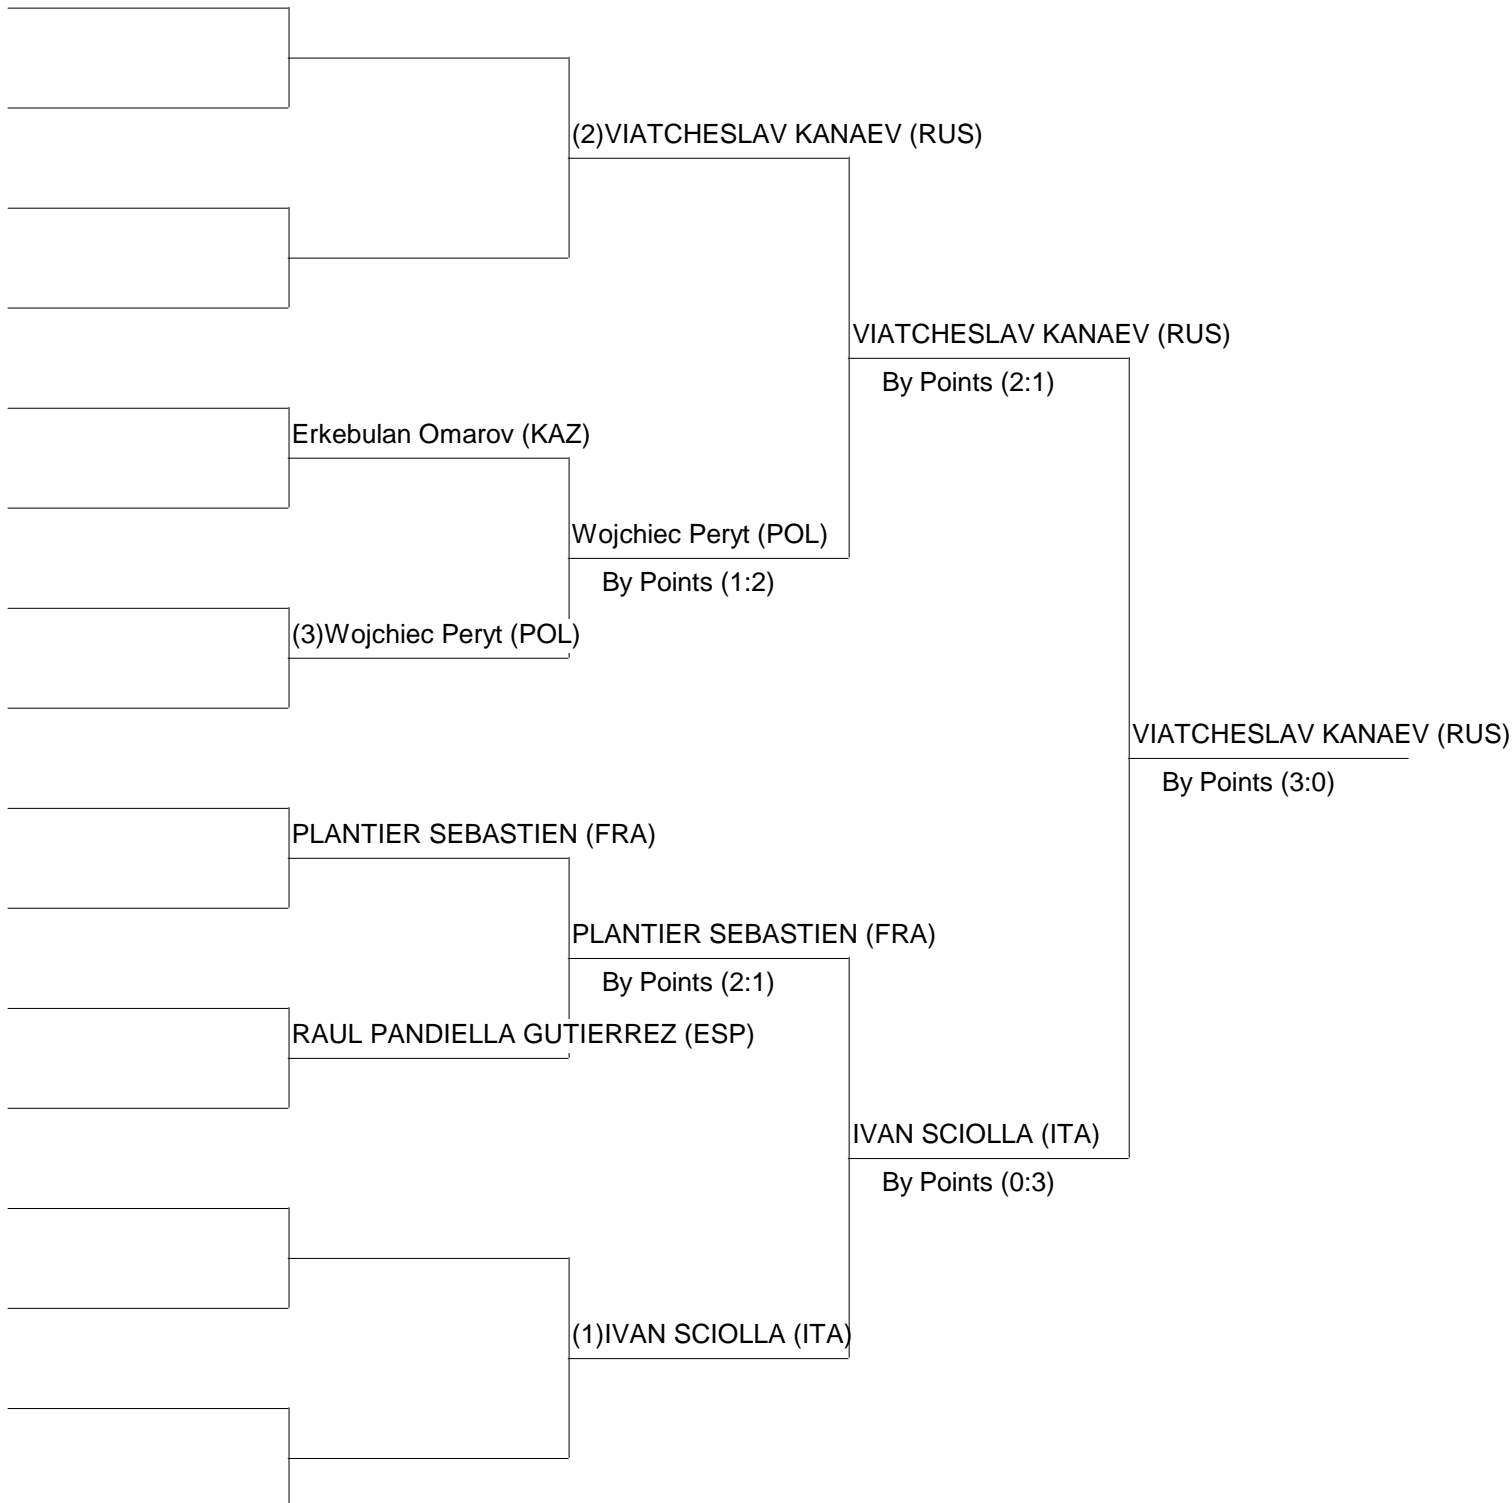 (2)VIATCHESLAV KANAEV (RUS)
VIATCHESLAV KANAEV (RUS)
By Points (2:1)
Erkebulan Omarov (KAZ)
Wojchiec Peryt (POL)
By Points (1:2)
(3)Wojchiec Peryt (POL)
VIATCHESLAV KANAEV (RUS)
By Points (3:0)
PLANTIER SEBASTIEN (FRA)
PLANTIER SEBASTIEN (FRA)
By Points (2:1)
RAUL PANDIELLA GUTIERREZ (ESP)
IVAN SCIOLLA (ITA)
By Points (0:3)
(1)IVAN SCIOLLA (ITA)